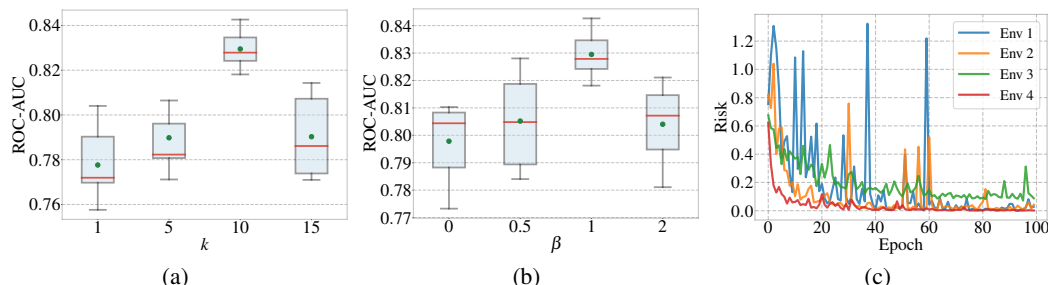 0.84
0.82
0.80
0.78
0.76
ROC-AUC
1
5
10
15
k
(a)
0.84
0.83
0.82
0.81
0.80
0.79
0.78
0.77
ROC-AUC
0
0.5
1
2
β
(b)
1.2
1.0
0.8
0.6
0.4
0.2
0.0
Risk
Env 1
Env 2
Env 3
Env 4
0
20
40
60
80
100
Epoch
(c)